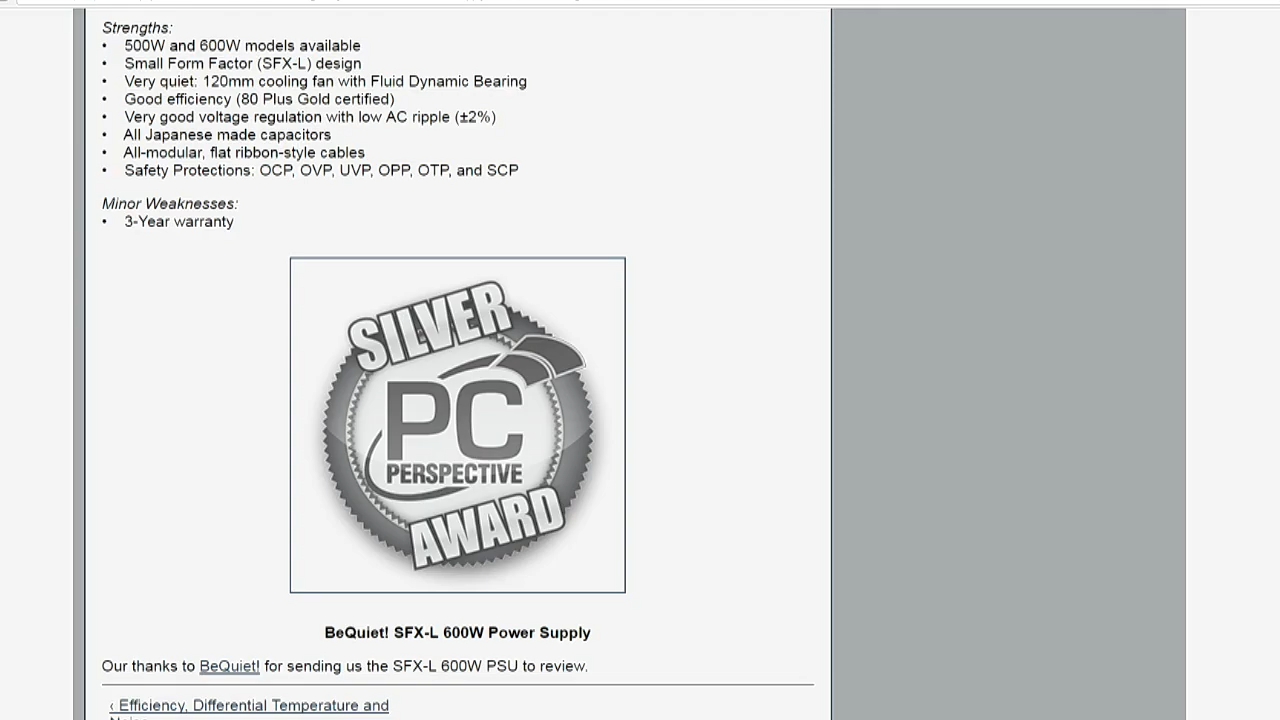 Strengths:
• 500W and 600W models available
• Small Form Factor (SFX-L) design
• Very quiet: 120mm cooling fan with Fluid Dynamic Bearing
• Good efficiency (80 Plus Gold certified)
• Very good voltage regulation with low AC ripple (±2%)
• All Japanese made capacitors
• All-modular, flat ribbon-style cables
• Safety Protections: OCP, OVP, UVP, OPP, OTP, and SCP
Minor Weaknesses:
• 3-Year warranty
SILVER
PC
PERSPECTIVE
AWARD
BeQuiet! SFX-L 600W Power Supply
Our thanks to BeQuiet! for sending us the SFX-L 600W PSU to review.
‹ Efficiency, Differential Temperature and